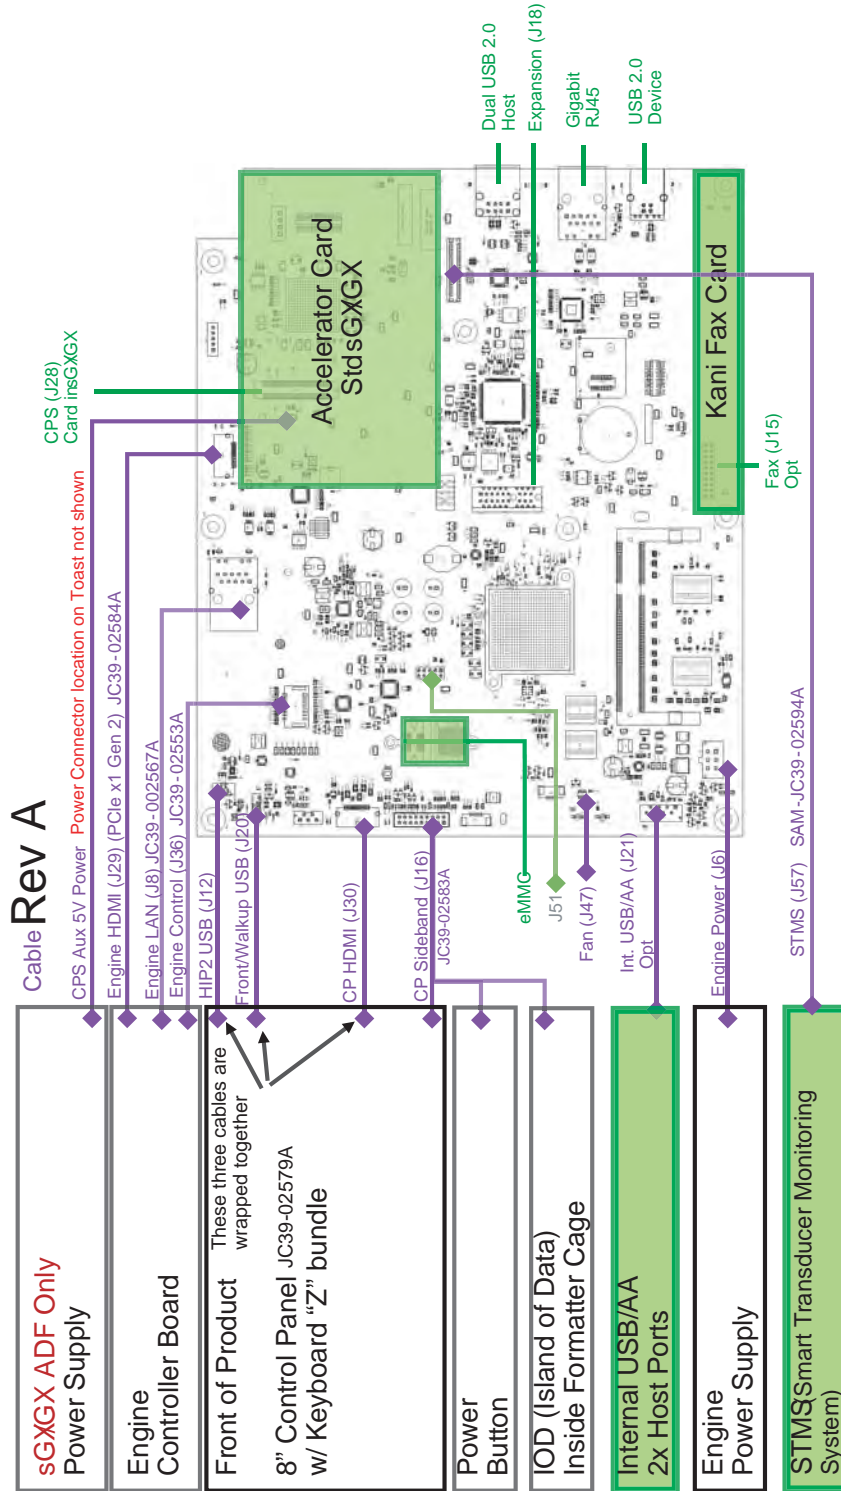 Cable Rev A
CPS Aux 5V Power Power Connector location on Toast not shown
Engine HDMI (J29) (PCIe x1 Gen 2) JC39-02584A
Engine LAN (J8) JC39-002567A
Engine Control (J36) JC39-02553A
HIP2 USB (J12)
Front/Walkup USB (J20)
CP HDMI (J30)
CP Sideband (J16)
JC39-02583A
eMMC
J51
Fan (J47)
Int. USB/AA (J21)
Opt
Engine Power (J6)
STMS (J57) SAM-JC39-02594A
sGXGX ADF Only
Power Supply
Engine
Controller Board
Front of Product
These three cables are
wrapped together
8” Control Panel JC39-02579A
w/ Keyboard “Z” bundle
Power
Button
IOD (Island of Data)
Inside Formatter Cage
Internal USB/AA
2x Host Ports
Engine
Power Supply
STMS(Smart Transducer Monitoring
System)
CPS (J28)
Card insGXGX
Accelerator Card
StdsGXGX
Dual USB 2.0
Host
Expansion (J18)
Gigabit
RJ45
USB 2.0
Device
Kani Fax Card
Fax (J15)
Opt